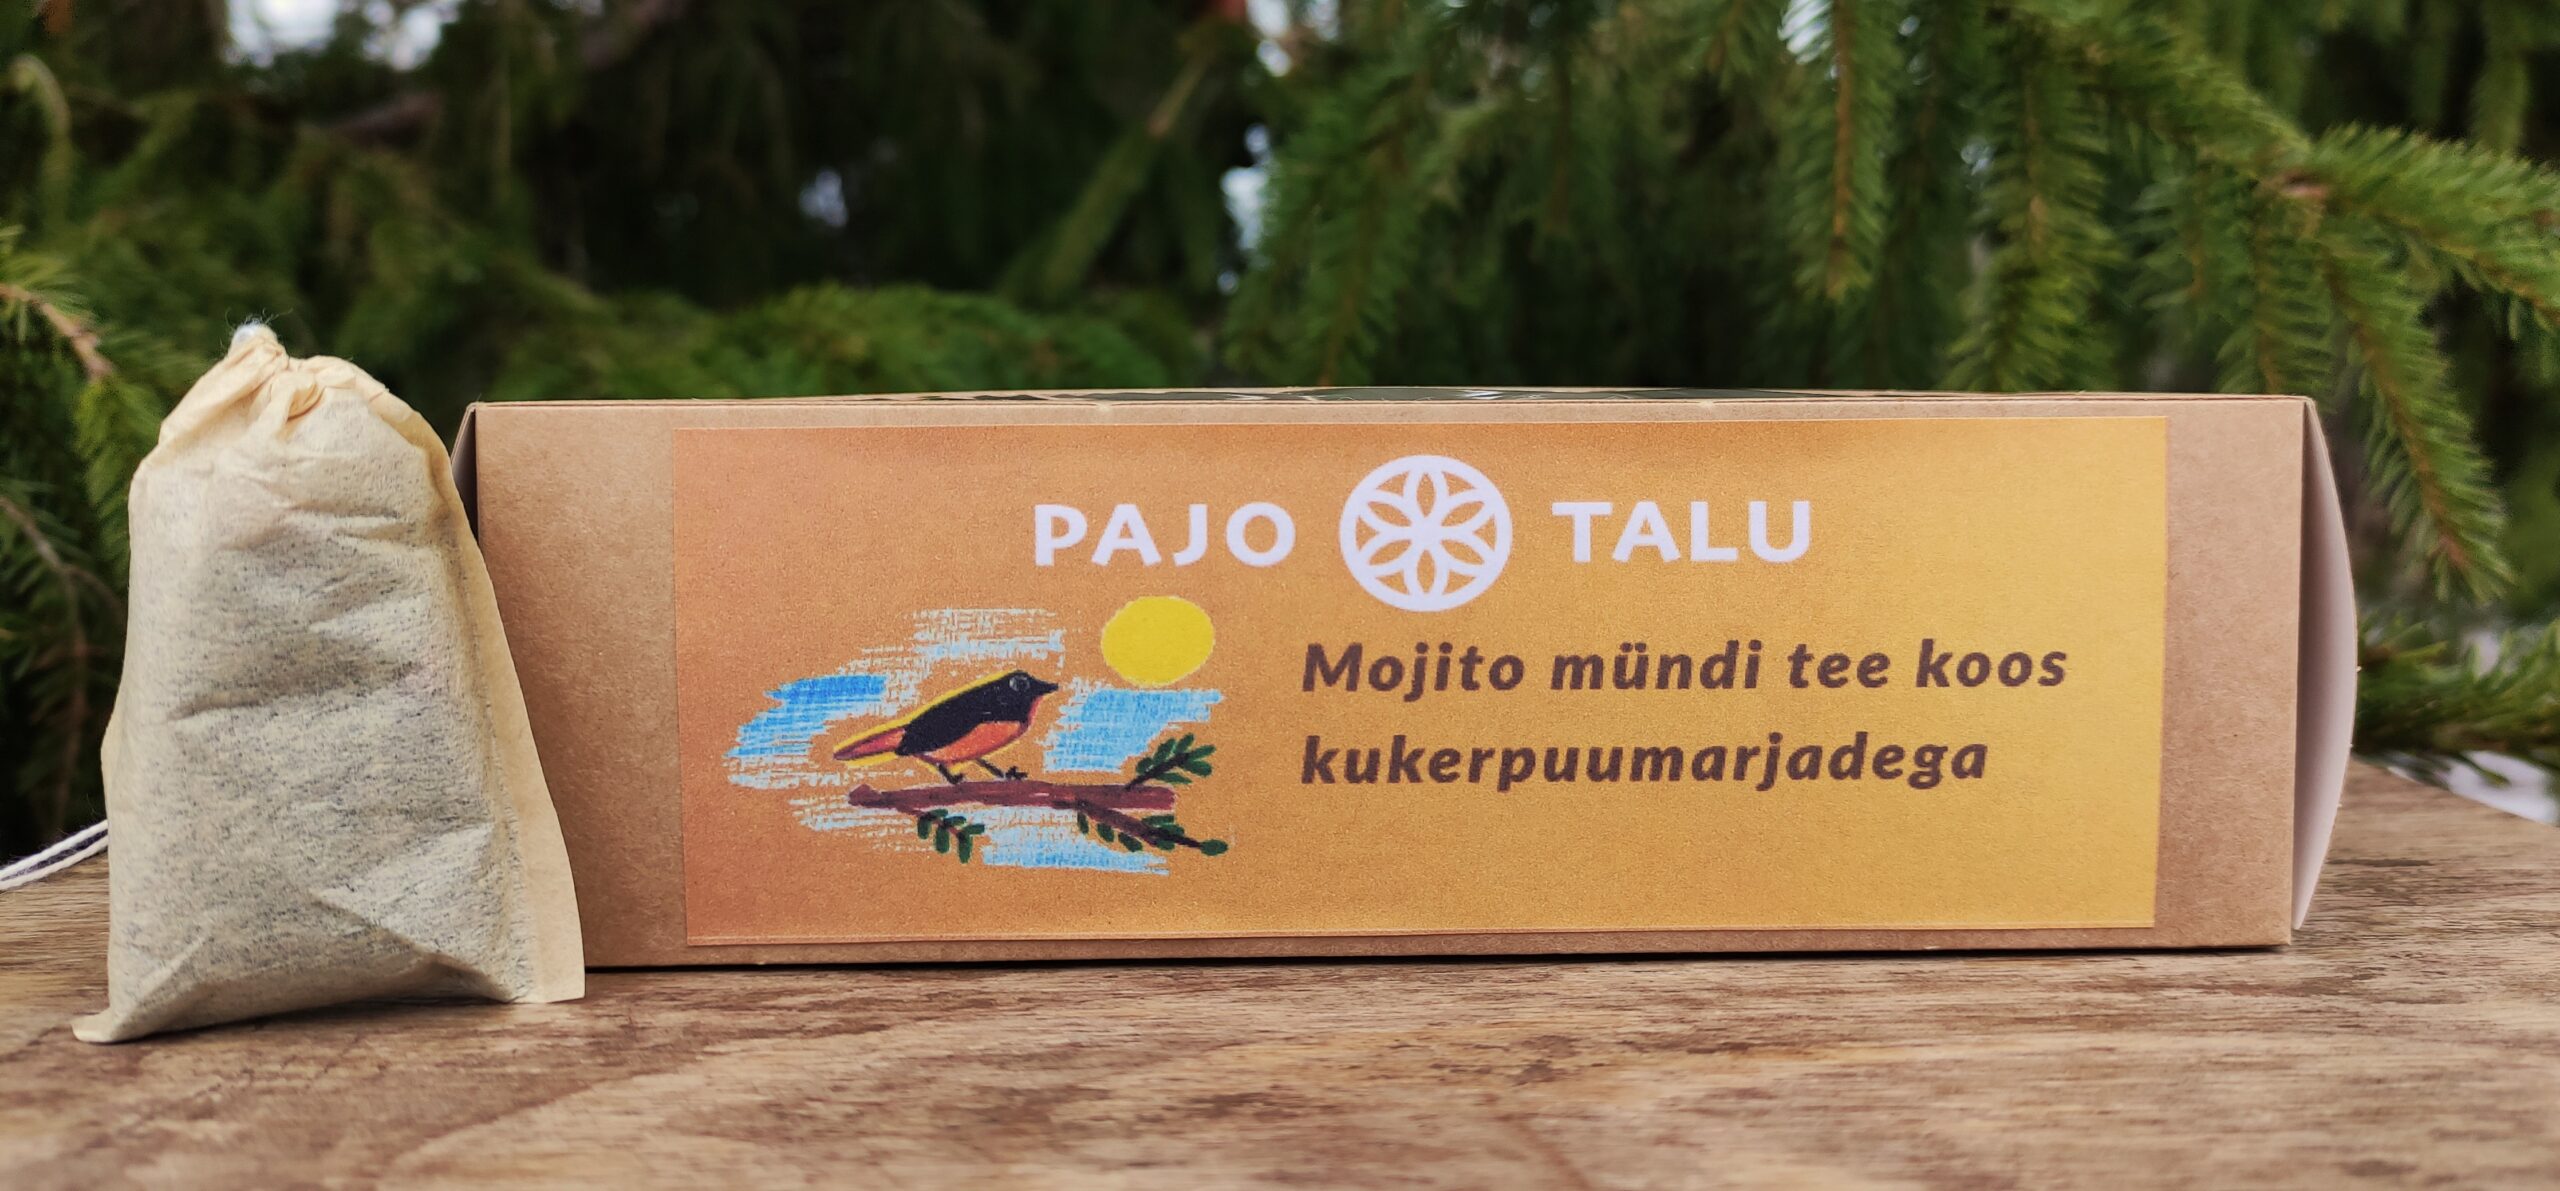 PAJO TALU
Mojito mündi tee koos
kukerpuumarjadega